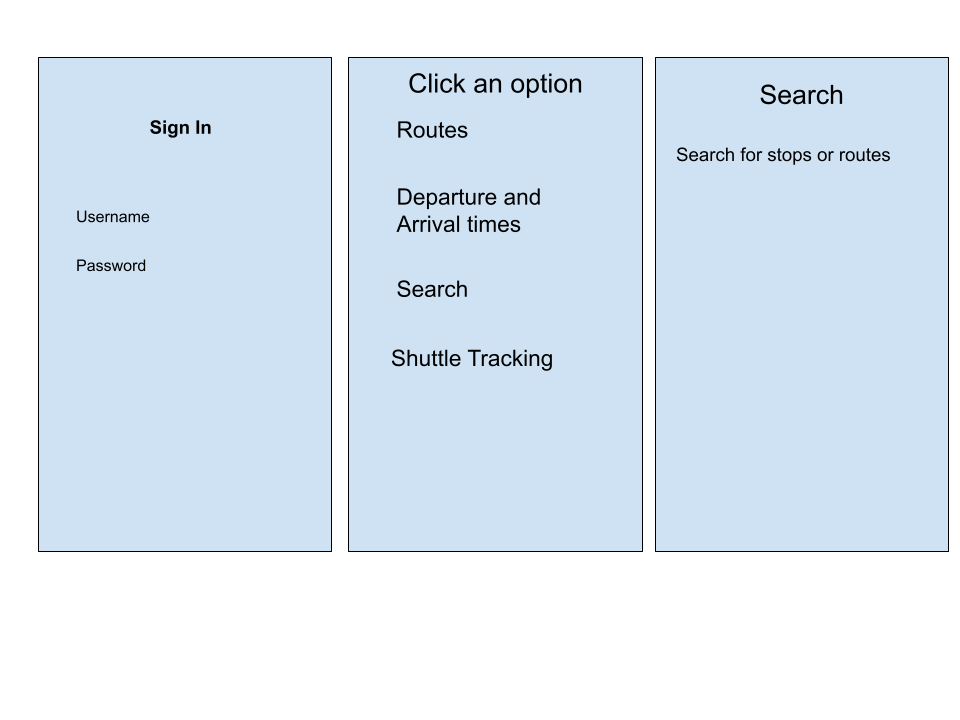 Sign In
Username
Password
Click an option
Routes
Departure and
Arrival times
Search
Shuttle Tracking
Search
Search for stops or routes